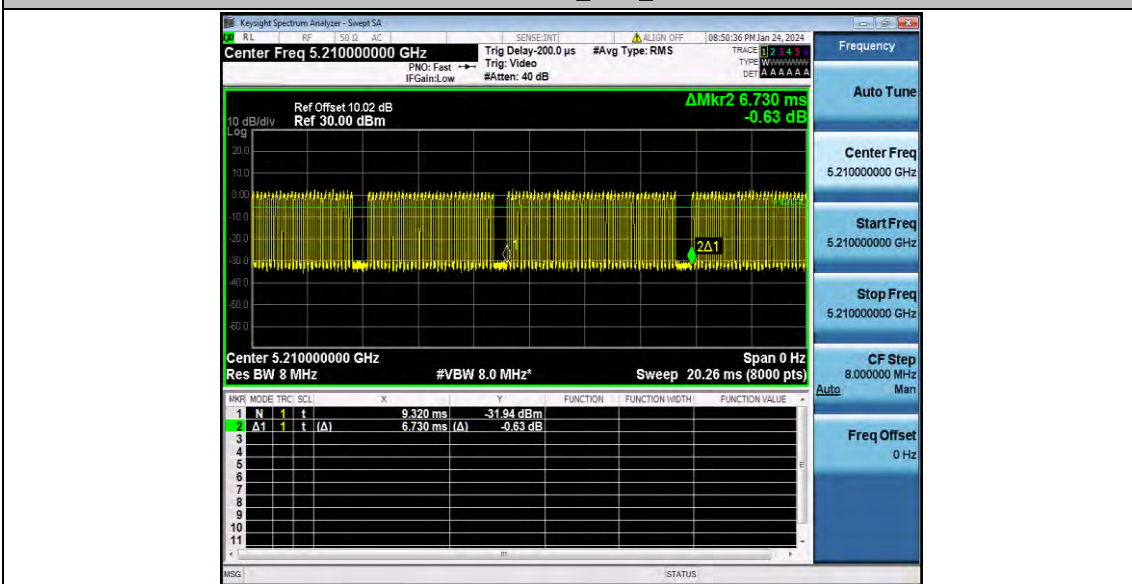 Keysight Spectrum Analyzer - Swept SA
RL RF 50 Ω AC SENSE:INT ALIGN OFF 08:50:36 PM Jan 24, 2024
Center Freq 5.210000000 GHz
PNO: Fast
IFGain:Low
Trig Delay-200.0 µs
Trig: Video
#Atten: 40 dB
#Avg Type: RMS
TRACE 1 2 3 4 5 6
TYPE W
DET A A A A A A
Frequency
Auto Tune
Ref Offset 10.02 dB
10 dB/div Ref 30.00 dBm
Log
ΔMkr2 6.730 ms
-0.63 dB
20.0
10.0
0.00
-10.0
-20.0
-30.0
-40.0
-50.0
-60.0
1
2Δ1
Center 5.210000000 GHz Span 0 Hz
Res BW 8 MHz #VBW 8.0 MHz* Sweep 20.26 ms (8000 pts)
MKR MODE TRC SCL X Y FUNCTION FUNCTION WIDTH FUNCTION VALUE
1 N 1 t 9.320 ms -31.94 dBm
2 Δ1 1 t (Δ) 6.730 ms (Δ) -0.63 dB
3
4
5
6
7
8
9
10
11
Center Freq
5.210000000 GHz
Start Freq
5.210000000 GHz
Stop Freq
5.210000000 GHz
CF Step
8.000000 MHz
Auto Man
Freq Offset
0 Hz
MSG STATUS